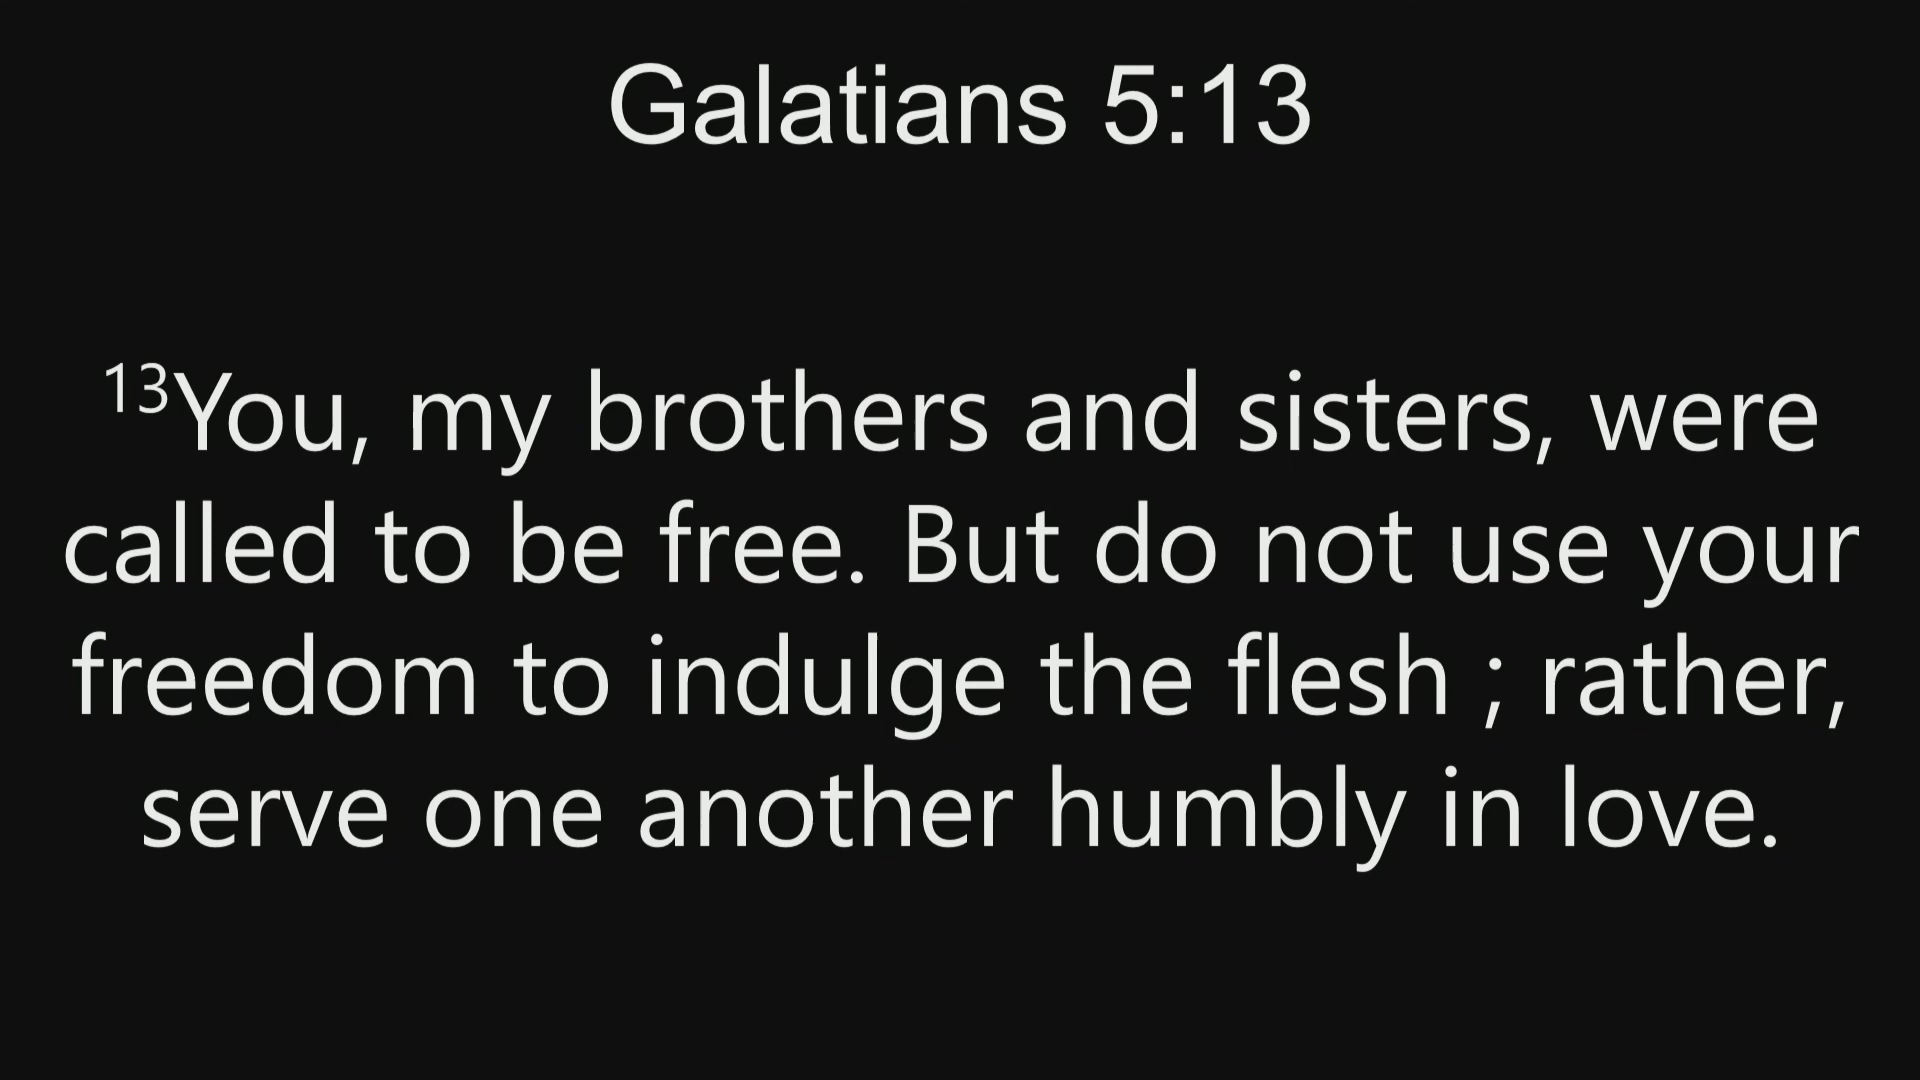 Galatians 5:13
13You, my brothers and sisters, were
called to be free. But do not use your
freedom to indulge the flesh ; rather,
serve one another humbly in love.